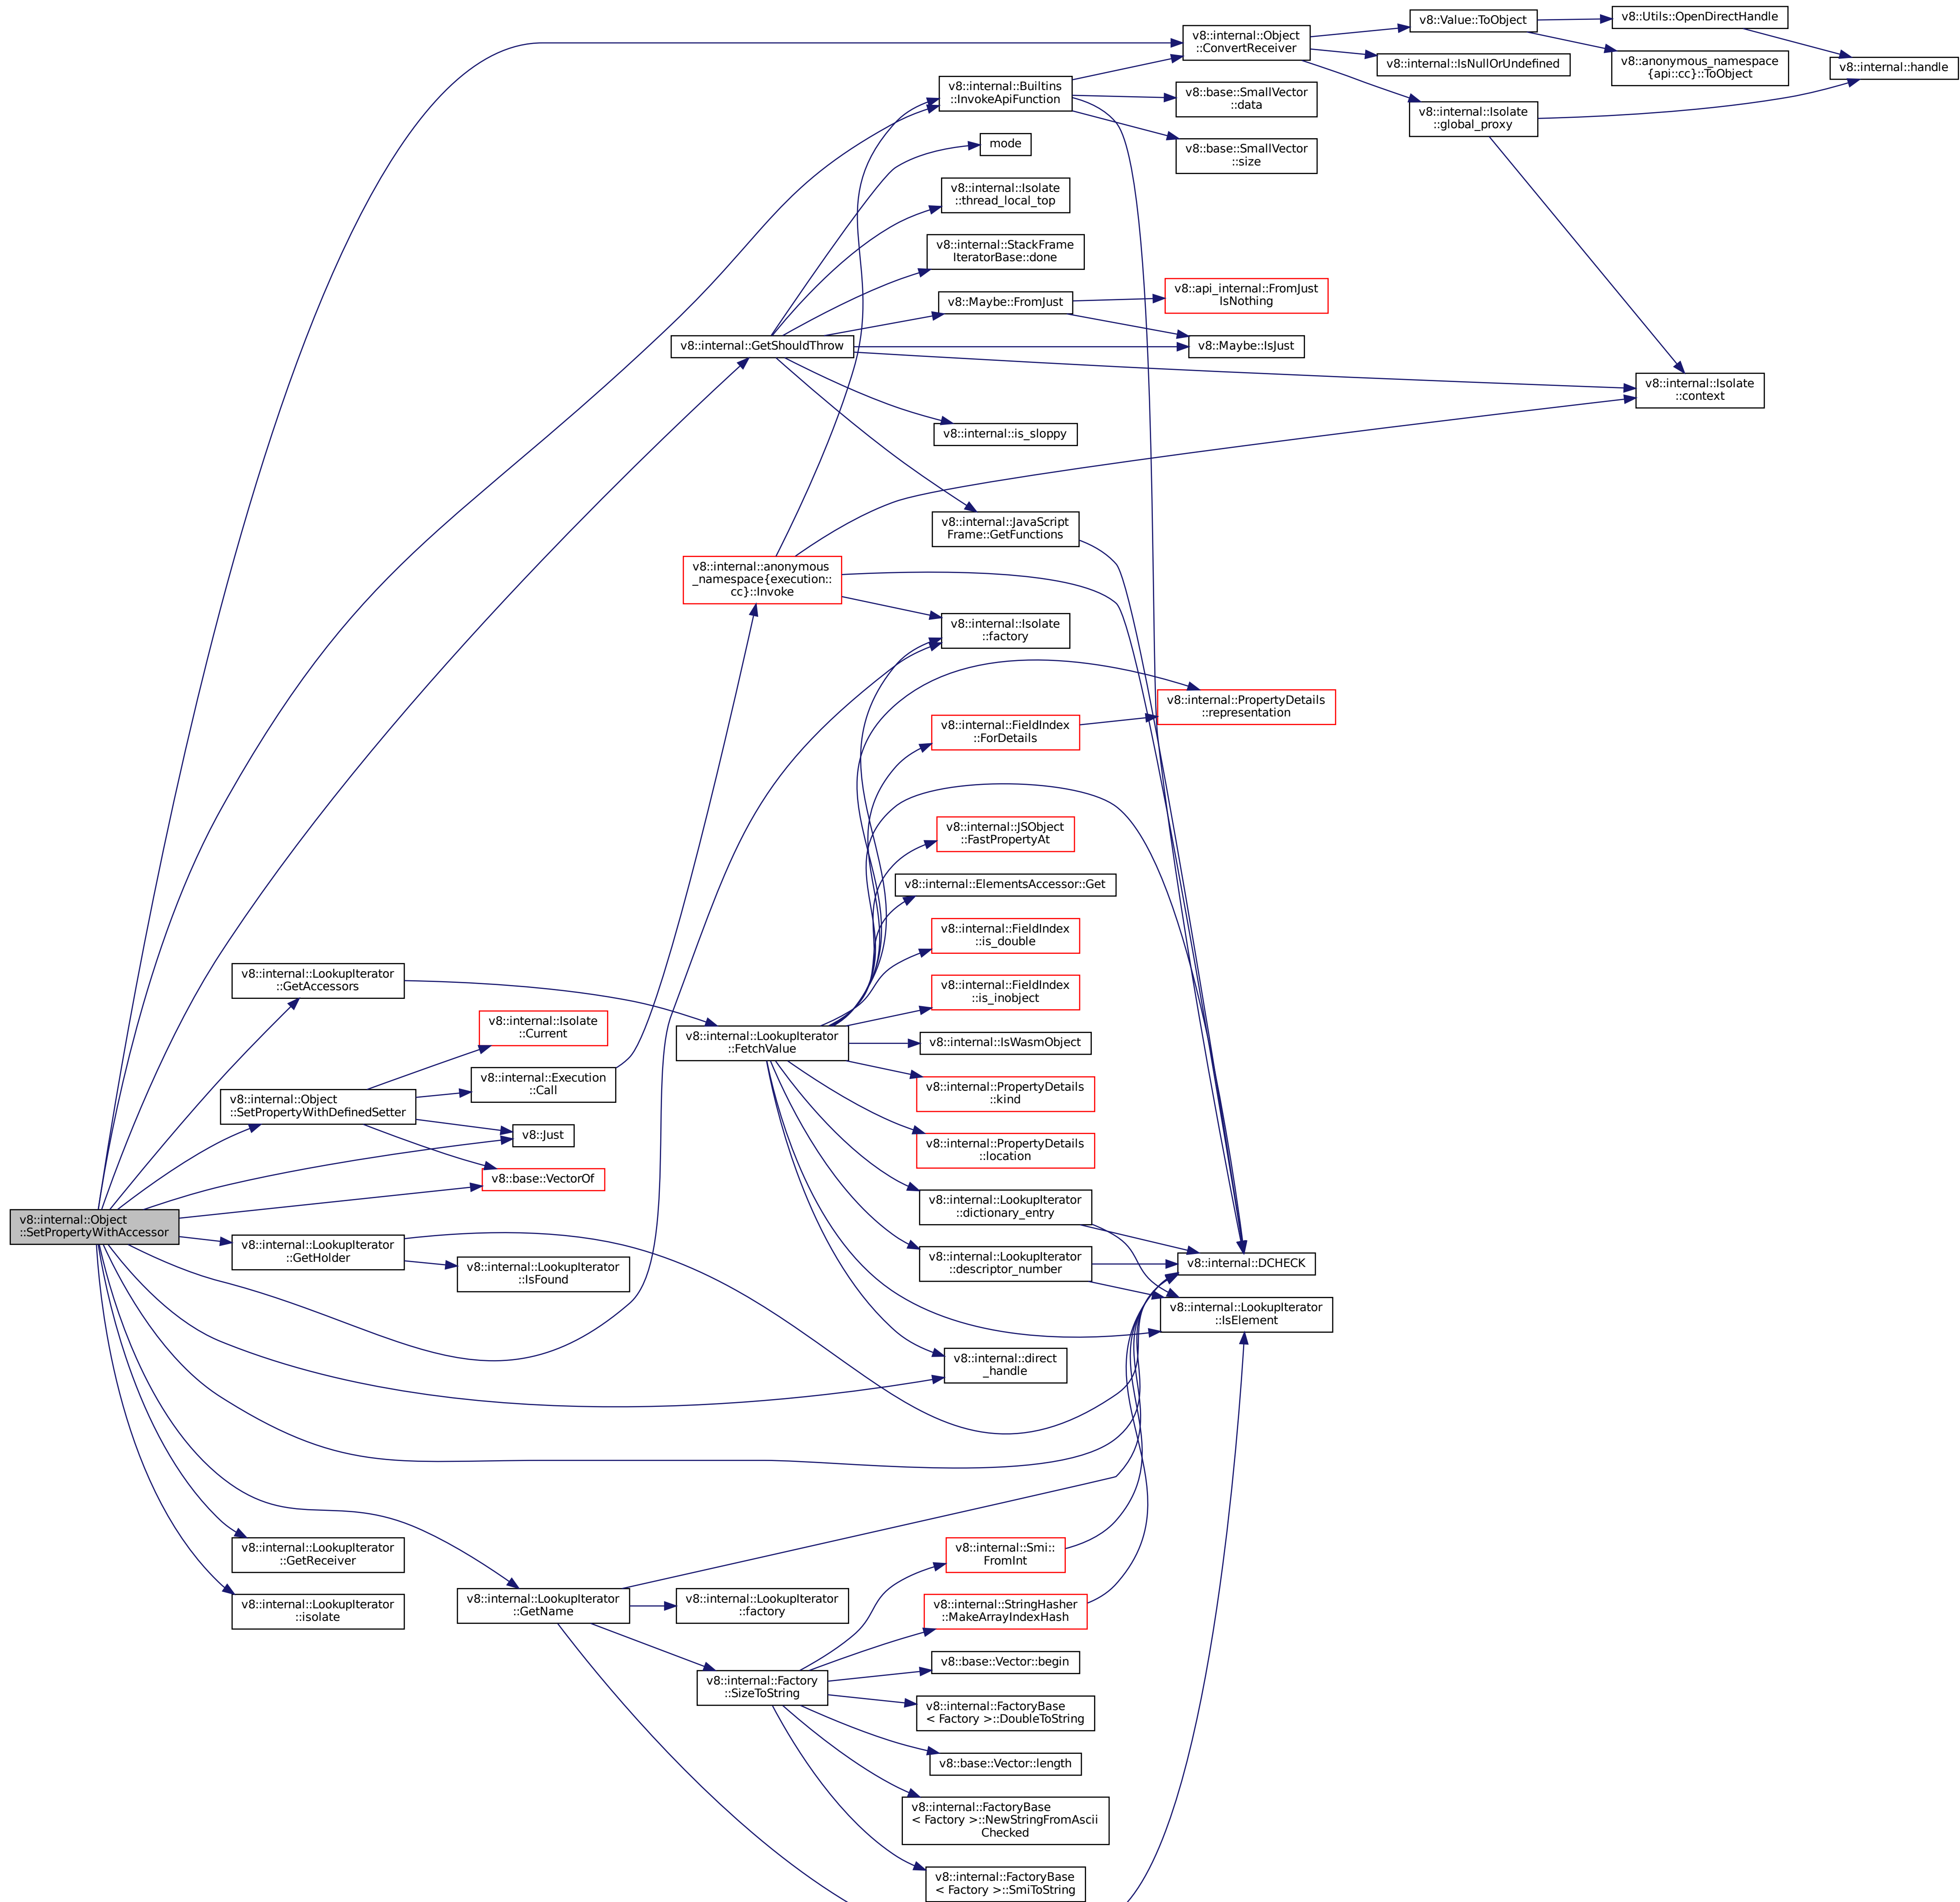 v8::Value::ToObject
v8::Utils::OpenDirectHandle
v8::internal::Object
::ConvertReceiver
v8::internal::IsNullOrUndefined
v8::anonymous_namespace
{api::cc}::ToObject
v8::internal::handle
v8::internal::Builtins
::InvokeApiFunction
v8::base::SmallVector
::data
v8::internal::Isolate
::global_proxy
mode
v8::base::SmallVector
::size
v8::internal::Isolate
::thread_local_top
v8::internal::StackFrame
IteratorBase::done
v8::Maybe::FromJust
v8::api_internal::FromJust
IsNothing
v8::internal::GetShouldThrow
v8::Maybe::IsJust
v8::internal::Isolate
::context
v8::internal::is_sloppy
v8::internal::JavaScript
Frame::GetFunctions
v8::internal::anonymous
_namespace{execution::
cc}::Invoke
v8::internal::Isolate
::factory
v8::internal::PropertyDetails
::representation
v8::internal::FieldIndex
::ForDetails
v8::internal::JSObject
::FastPropertyAt
v8::internal::ElementsAccessor::Get
v8::internal::FieldIndex
::is_double
v8::internal::LookupIterator
::GetAccessors
v8::internal::FieldIndex
::is_inobject
v8::internal::Isolate
::Current
v8::internal::LookupIterator
::FetchValue
v8::internal::IsWasmObject
v8::internal::Execution
::Call
v8::internal::Object
::SetPropertyWithDefinedSetter
v8::internal::PropertyDetails
::kind
v8::Just
v8::internal::PropertyDetails
::location
v8::base::VectorOf
v8::internal::LookupIterator
::dictionary_entry
v8::internal::Object
::SetPropertyWithAccessor
v8::internal::LookupIterator
::GetHolder
v8::internal::LookupIterator
::IsFound
v8::internal::LookupIterator
::descriptor_number
v8::internal::DCHECK
v8::internal::LookupIterator
::IsElement
v8::internal::direct
_handle
v8::internal::LookupIterator
::GetReceiver
v8::internal::Smi::
FromInt
v8::internal::LookupIterator
::isolate
v8::internal::LookupIterator
::GetName
v8::internal::LookupIterator
::factory
v8::internal::StringHasher
::MakeArrayIndexHash
v8::internal::Factory
::SizeToString
v8::base::Vector::begin
v8::internal::FactoryBase
< Factory >::DoubleToString
v8::base::Vector::length
v8::internal::FactoryBase
< Factory >::NewStringFromAscii
Checked
v8::internal::FactoryBase
< Factory >::SmiToString